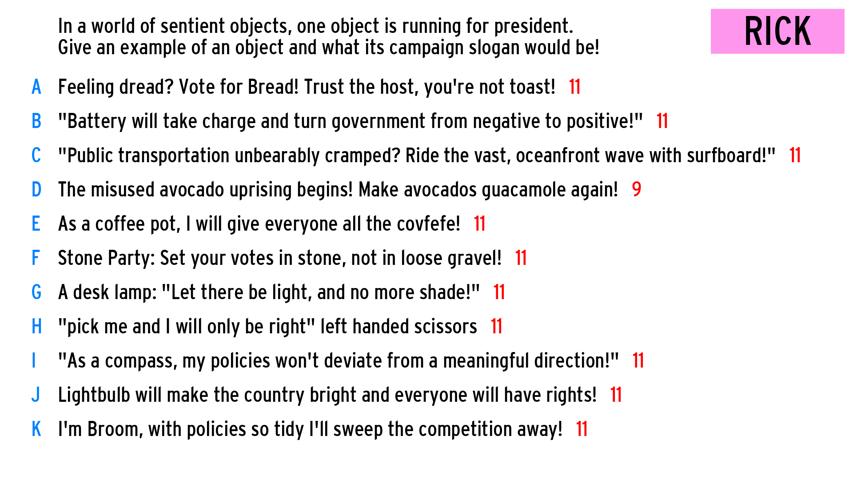 In a world of sentient objects, one object is running for president.
Give an example of an object and what its campaign slogan would be!
RICK
A Feeling dread? Vote for Bread! Trust the host, you're not toast! 11
B "Battery will take charge and turn government from negative to positive!" 11
C "Public transportation unbearably cramped? Ride the vast, oceanfront wave with surfboard!" 11
D The misused avocado uprising begins! Make avocados guacamole again! 9
E As a coffee pot, I will give everyone all the covfefe! 11
F Stone Party: Set your votes in stone, not in loose gravel! 11
G A desk lamp: "Let there be light, and no more shade!" 11
H "pick me and I will only be right" left handed scissors 11
I "As a compass, my policies won't deviate from a meaningful direction!" 11
J Lightbulb will make the country bright and everyone will have rights! 11
K I'm Broom, with policies so tidy I'll sweep the competition away! 11